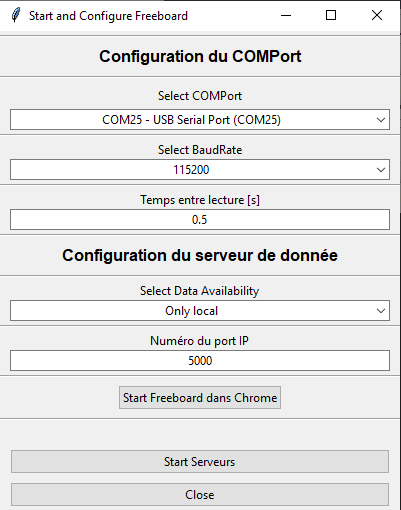 Start and Configure Freeboard
Configuration du COMPort
Select COMPort
COM25 - USB Serial Port (COM25)
Select BaudRate
115200
Temps entre lecture [s]
0.5
Configuration du serveur de donnée
Select Data Availability
Only local
Numéro du port IP
5000
Start Freeboard dans Chrome
Start Serveurs
Close